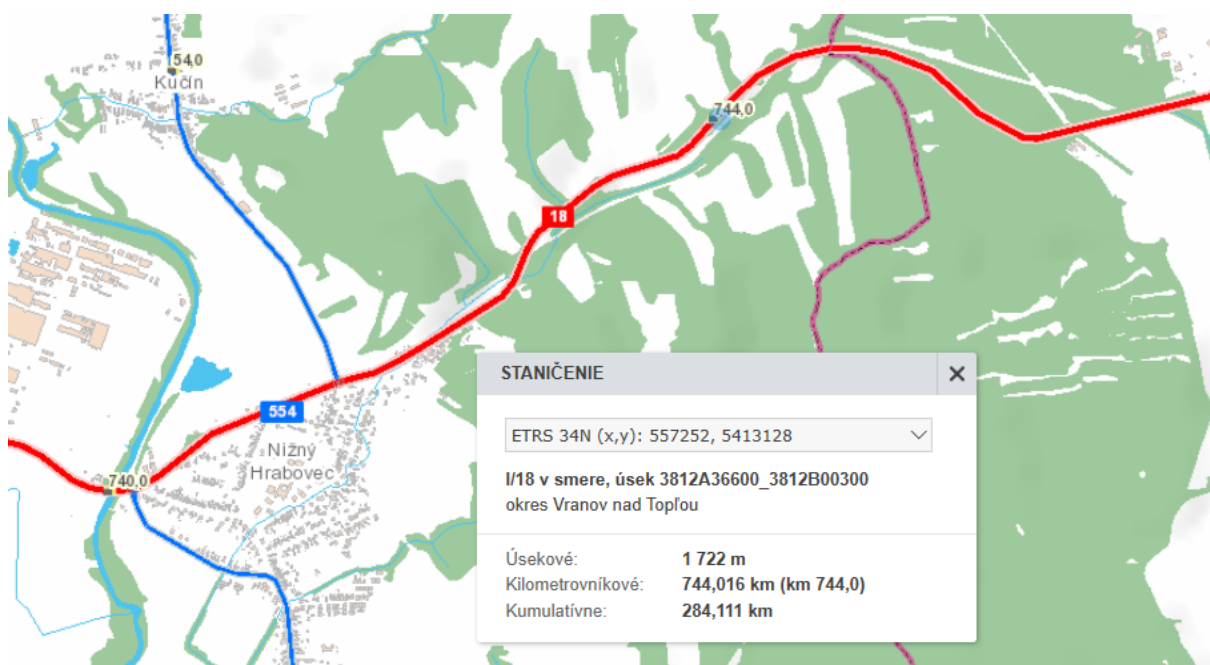 54,0
Kučín
744,0
18
554
Nižný
Hrabovec
740,0
STANIČENIE
ETRS 34N (x,y): 557252, 5413128
I/18 v smere, úsek 3812A36600_3812B00300
okres Vranov nad Topľou
Úsekové: 1 722 m
Kilometrovníkové: 744,016 km (km 744,0)
Kumulatívne: 284,111 km